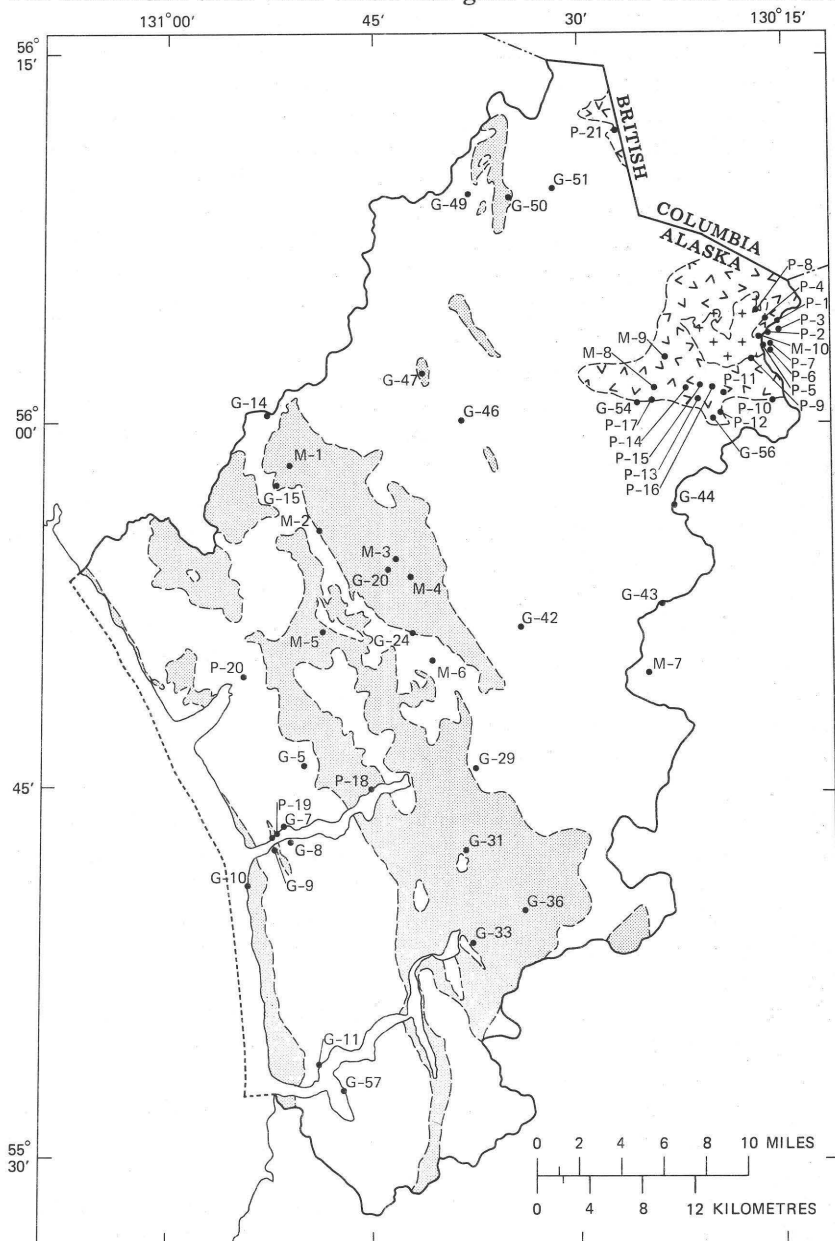 131° 00'
45'
30'
130° 15'
56°
15'
BRITISH
P-21
G-51
G-49
G-50
COLUMBIA
ALASKA
P-8
P-4
P-1
P-3
P-2
M-10
P-7
P-6
P-5
P-9
M-9
M-8
P-11
G-47
G-14
G-54
P-17
P-10
P-12
56°
00'
G-46
P-14
P-15
G-56
P-13
P-16
M-1
G-15
G-44
M-2
M-3
G-20
M-4
G-43
G-42
M-5
G-24
M-6
M-7
P-20
G-5
P-18
G-29
45'
P-19
G-7
G-8
G-31
G-9
G-10
G-36
G-33
G-11
G-57
55°
30'
0 2 4 6 8 10 MILES
0 4 8 12 KILOMETRES